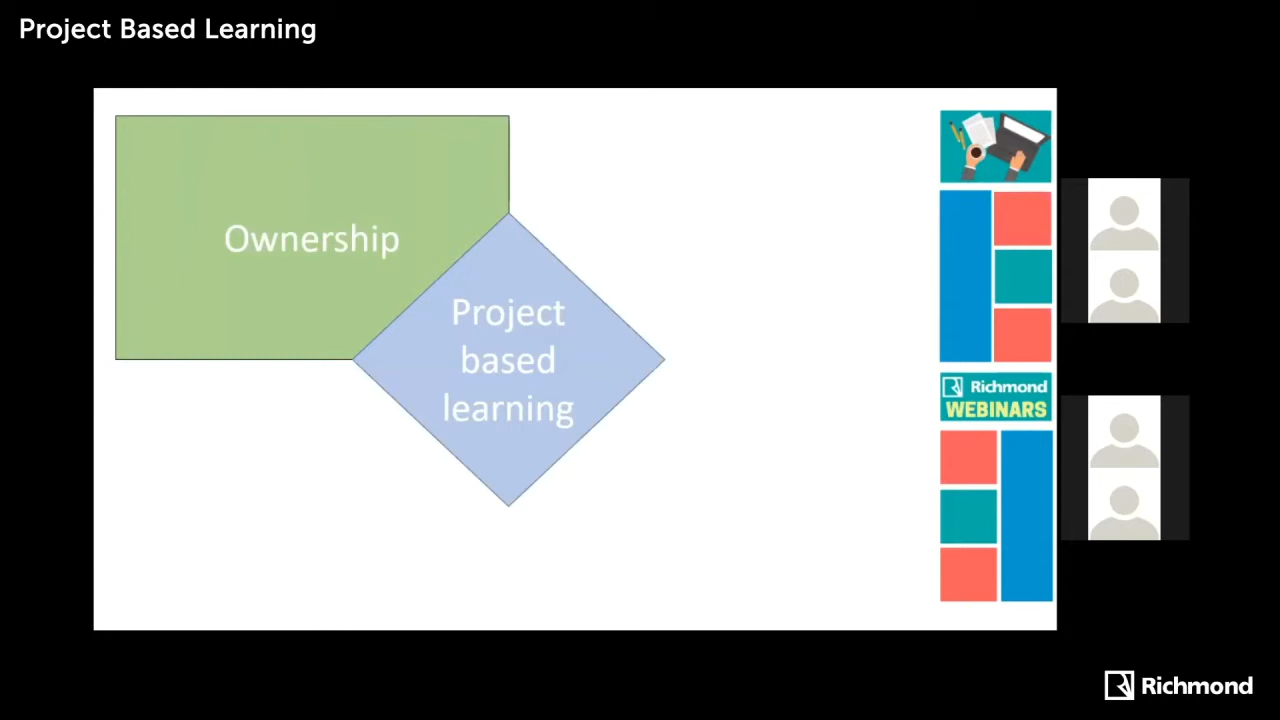 Project Based Learning
Ownership
Project
based
learning
Richmond
WEBINARS
Richmond